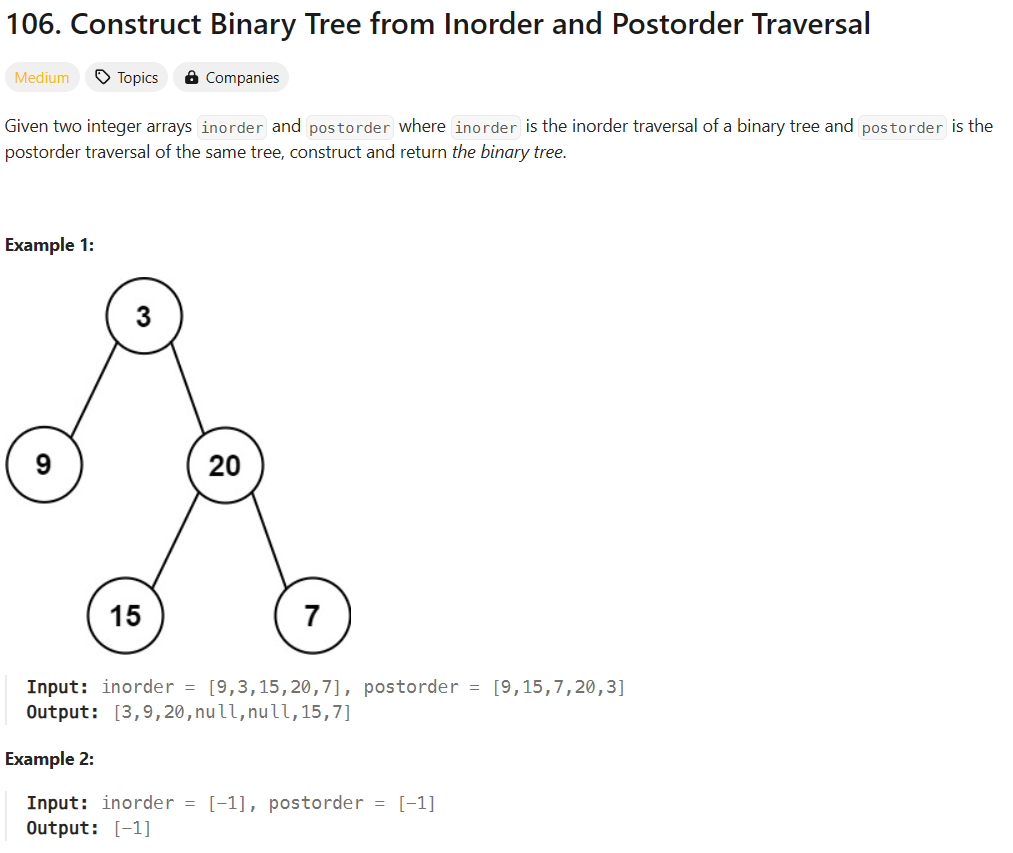 106. Construct Binary Tree from Inorder and Postorder Traversal
Medium Topics Companies
Given two integer arrays inorder and postorder where inorder is the inorder traversal of a binary tree and postorder is the
postorder traversal of the same tree, construct and return the binary tree.
Example 1:
3
9 20
15 7
Input: inorder = [9,3,15,20,7], postorder = [9,15,7,20,3]
Output: [3,9,20,null,null,15,7]
Example 2:
Input: inorder = [-1], postorder = [-1]
Output: [-1]